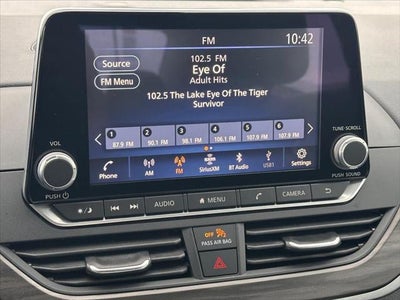 FM
10:42
Source
FM Menu
102.5 FM
Eye Of
Adult Hits
102.5 The Lake Eye Of The Tiger
Survivor
1 2 3 4 5 6
87.9 FM 90.1 FM 98.1 FM 106.1 FM 107.9 FM 107.9 FM
Phone AM FM SiriusXM BT Audio USB1 Settings
VOL
PUSH
TUNE·SCROLL
PUSH SOUND
AUDIO MENU CAMERA
OFF
PASS AIR BAG